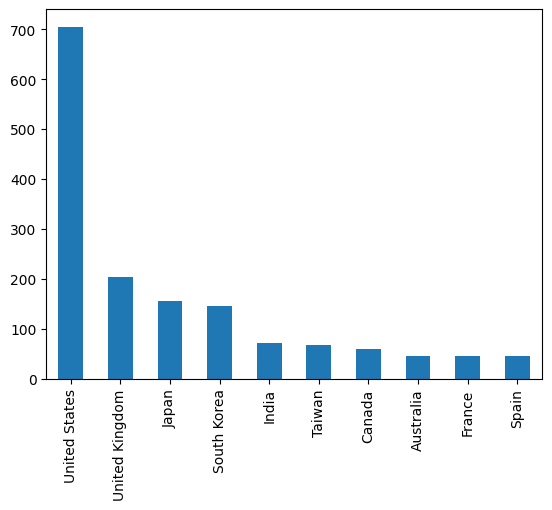 700
600
500
400
300
200
100
0
United States
United Kingdom
Japan
South Korea
India
Taiwan
Canada
Australia
France
Spain